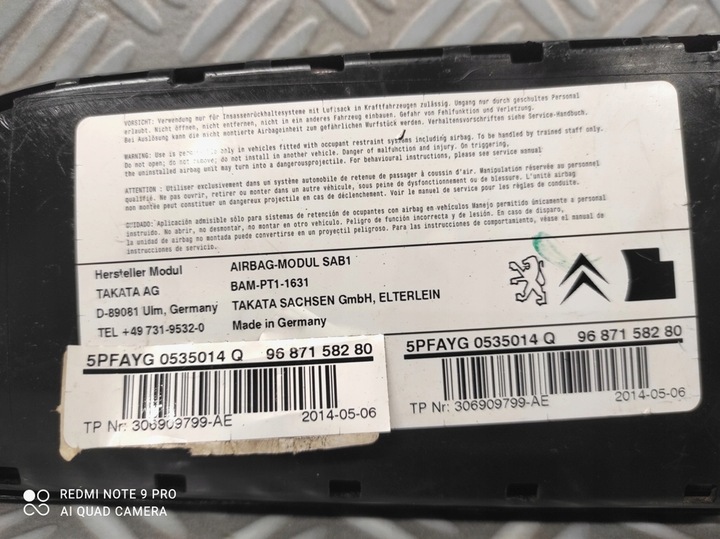 VORSICHT: Verwendung nur für Insassenrückhaltesysteme mit Luftsack in Kraftfahrzeugen zulässig. Umgang nur durch geschultes Personal
erlaubt. Nicht öffnen, nicht entfernen, nicht in ein anderes Fahrzeug einbauen. Gefahr von Fehlfunktion und Verletzung.
Bei Auslösung kann die nicht montierte Airbageinheit zum gefährlichen Wurfstück werden. Verhaltensvorschriften siehe Service-Handbuch.
WARNING: Use is only in vehicles fitted with occupant restraint systems including airbag. To be handled by trained staff only.
Do not open; do not remove; do not install in another vehicle. Danger of malfunction and injury. On triggering,
the uninstalled airbag unit may turn into a dangerousprojectile. For behavioural instructions, please see service manual
ATTENTION : Utiliser exclusivement dans un système automobile de retenue de passager à coussin d'air. Manipulation réservée au personnel
qualifié. Ne pas ouvrir, retirer ou monter dans un autre véhicule, sous peine de dysfonctionnement ou de blessure. L'unité airbag
non montée peut constituer un dangereux projectile en cas de déclenchement. Voir le manuel de service pour les règles de conduite.
CUIDADO: Aplicación admisible sólo para sistemas de retención de ocupantes con airbag en vehículos Manejo permitido únicamente a personal
instruido. No abrir, no desmontar, no montar en otro vehículo. Peligro de función incorrecta y de lesión. En caso de disparo,
la unidad de airbag no montada puede convertirse en un peligroso proyectil. Para instrucciones de comportamiento, véase el manual de
instrucciones de servicio.
Hersteller Modul AIRBAG-MODUL SAB1
TAKATA AG BAM-PT1-1631
D-89081 Ulm, Germany TAKATA SACHSEN GmbH, ELTERLEIN
TEL +49 731-9532-0 Made in Germany
5PFAYG 0535014 Q 96 871 582 80
TP Nr: 306909799-AE 2014-05-06
5PFAYG 0535014 Q 96 871 582 80
TP Nr: 306909799-AE 2014-05-06
REDMI NOTE 9 PRO
AI QUAD CAMERA